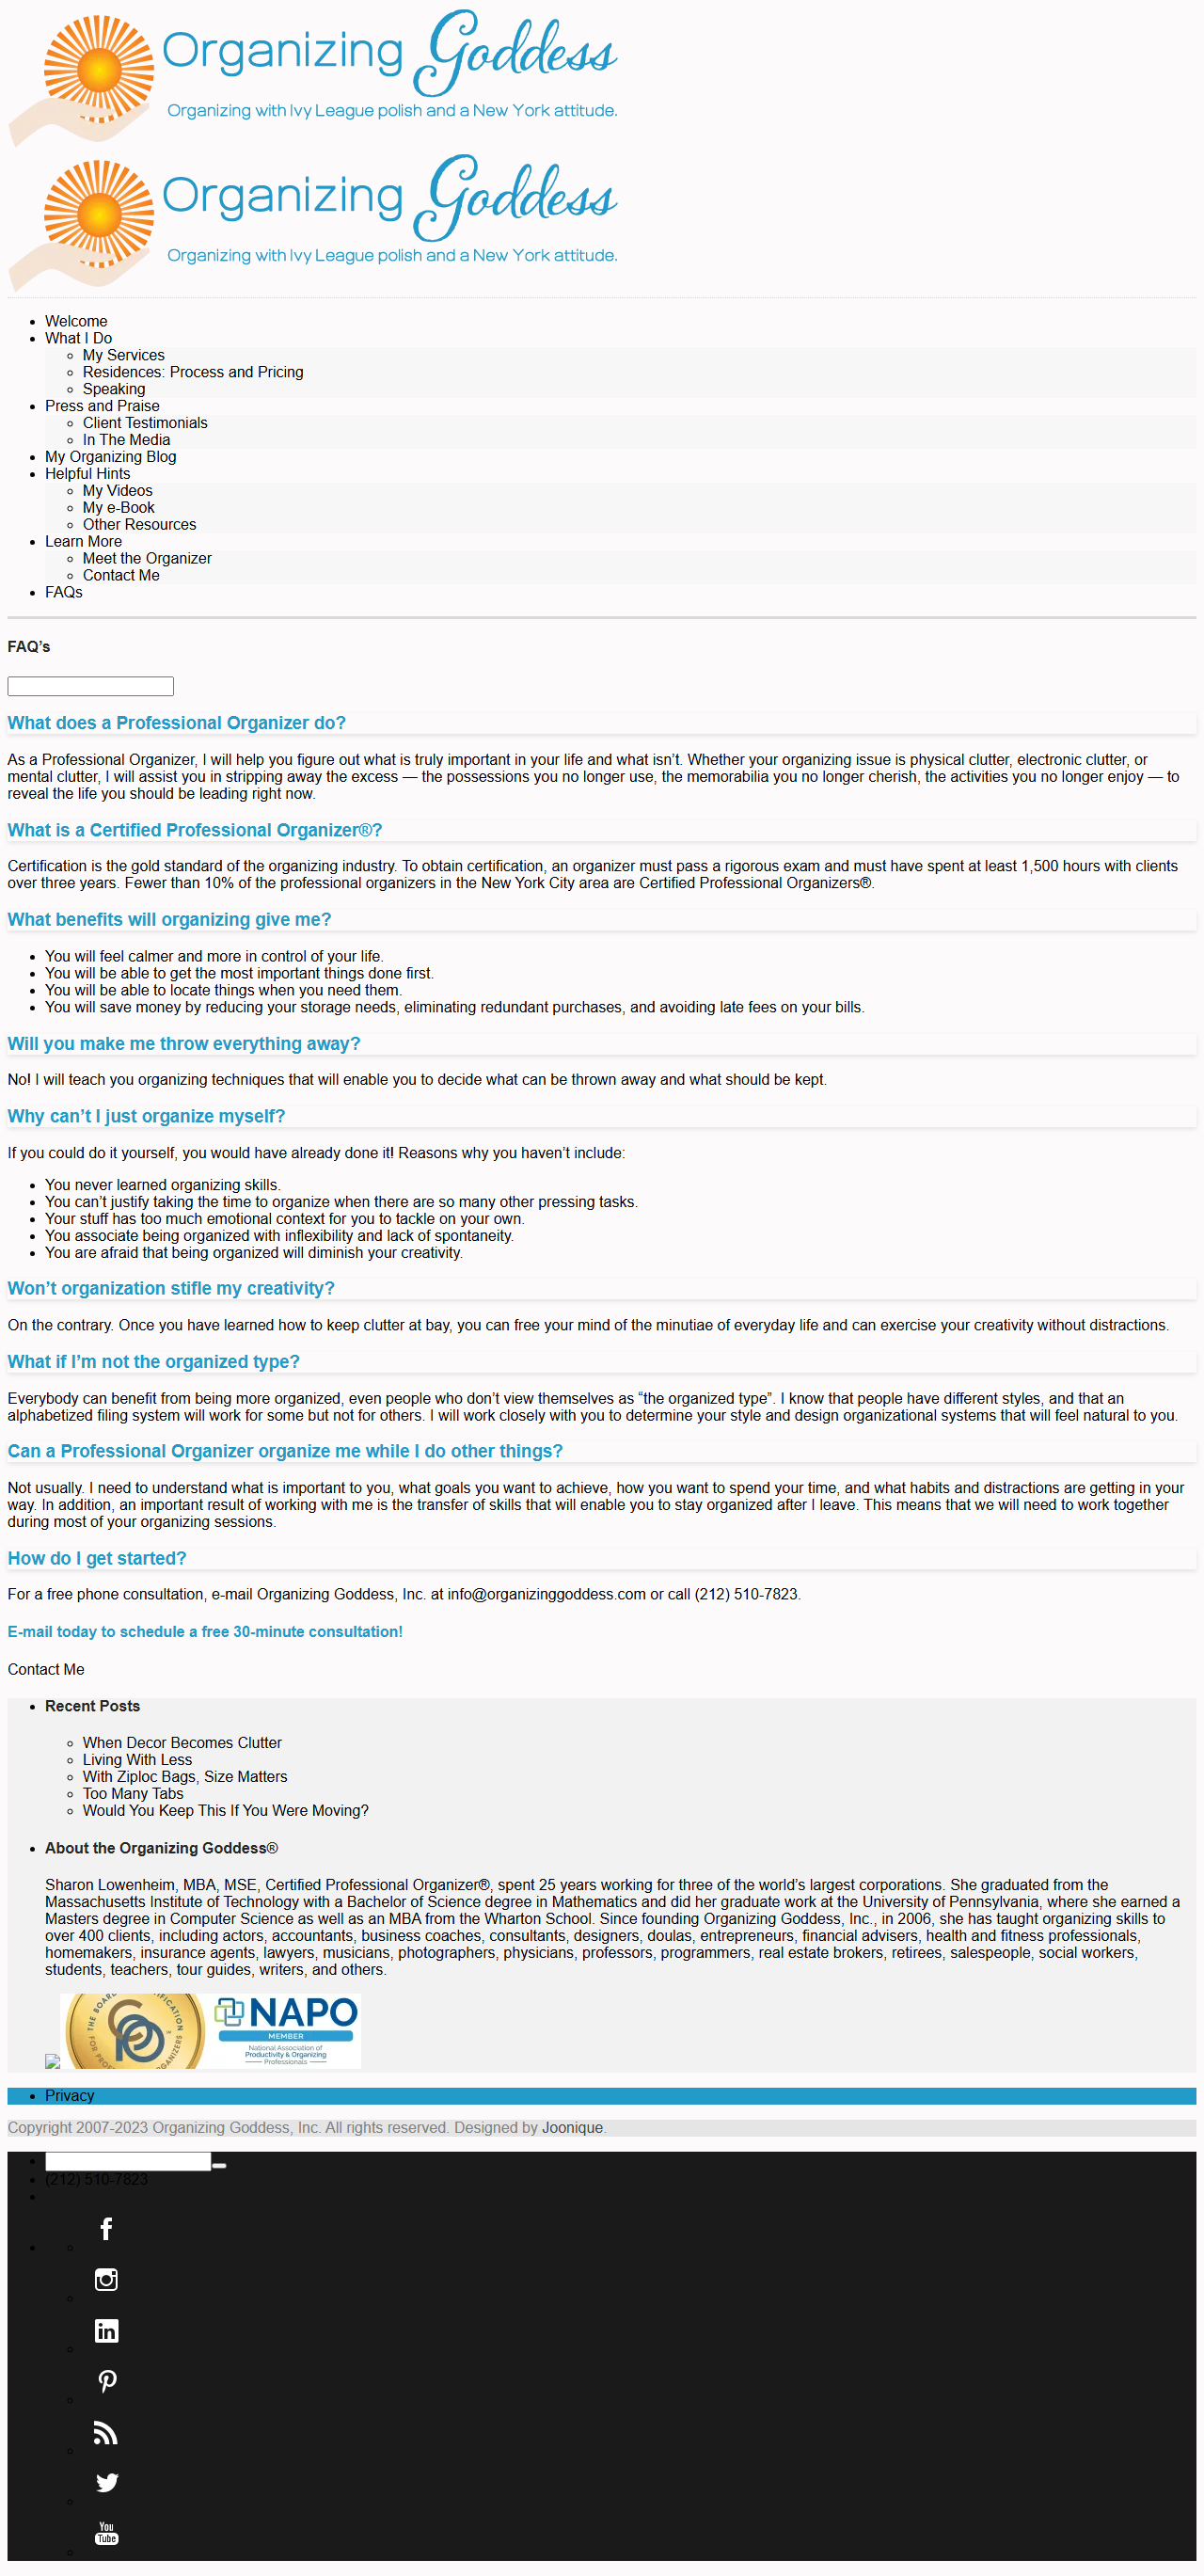 Organizing Goddess
Organizing with Ivy League polish and a New York attitude.
Organizing Goddess
Organizing with Ivy League polish and a New York attitude.
Welcome
What I Do
My Services
Residences: Process and Pricing
Speaking
Press and Praise
Client Testimonials
In The Media
My Organizing Blog
Helpful Hints
My Videos
My e-Book
Other Resources
Learn More
Meet the Organizer
Contact Me
FAQs
FAQ’s
What does a Professional Organizer do?
As a Professional Organizer, I will help you figure out what is truly important in your life and what isn’t. Whether your organizing issue is physical clutter, electronic clutter, or
mental clutter, I will assist you in stripping away the excess — the possessions you no longer use, the memorabilia you no longer cherish, the activities you no longer enjoy — to
reveal the life you should be leading right now.
What is a Certified Professional Organizer®?
Certification is the gold standard of the organizing industry. To obtain certification, an organizer must pass a rigorous exam and must have spent at least 1,500 hours with clients
over three years. Fewer than 10% of the professional organizers in the New York City area are Certified Professional Organizers®.
What benefits will organizing give me?
You will feel calmer and more in control of your life.
You will be able to get the most important things done first.
You will be able to locate things when you need them.
You will save money by reducing your storage needs, eliminating redundant purchases, and avoiding late fees on your bills.
Will you make me throw everything away?
No! I will teach you organizing techniques that will enable you to decide what can be thrown away and what should be kept.
Why can’t I just organize myself?
If you could do it yourself, you would have already done it! Reasons why you haven’t include:
You never learned organizing skills.
You can’t justify taking the time to organize when there are so many other pressing tasks.
Your stuff has too much emotional context for you to tackle on your own.
You associate being organized with inflexibility and lack of spontaneity.
You are afraid that being organized will diminish your creativity.
Won’t organization stifle my creativity?
On the contrary. Once you have learned how to keep clutter at bay, you can free your mind of the minutiae of everyday life and can exercise your creativity without distractions.
What if I’m not the organized type?
Everybody can benefit from being more organized, even people who don’t view themselves as “the organized type”. I know that people have different styles, and that an
alphabetized filing system will work for some but not for others. I will work closely with you to determine your style and design organizational systems that will feel natural to you.
Can a Professional Organizer organize me while I do other things?
Not usually. I need to understand what is important to you, what goals you want to achieve, how you want to spend your time, and what habits and distractions are getting in your
way. In addition, an important result of working with me is the transfer of skills that will enable you to stay organized after I leave. This means that we will need to work together
during most of your organizing sessions.
How do I get started?
For a free phone consultation, e-mail Organizing Goddess, Inc. at info@organizinggoddess.com or call (212) 510-7823.
E-mail today to schedule a free 30-minute consultation!
Contact Me
Recent Posts
When Decor Becomes Clutter
Living With Less
With Ziploc Bags, Size Matters
Too Many Tabs
Would You Keep This If You Were Moving?
About the Organizing Goddess®
Sharon Lowenheim, MBA, MSE, Certified Professional Organizer®, spent 25 years working for three of the world’s largest corporations. She graduated from the
Massachusetts Institute of Technology with a Bachelor of Science degree in Mathematics and did her graduate work at the University of Pennsylvania, where she earned a
Masters degree in Computer Science as well as an MBA from the Wharton School. Since founding Organizing Goddess, Inc., in 2006, she has taught organizing skills to
over 400 clients, including actors, accountants, business coaches, consultants, designers, doulas, entrepreneurs, financial advisers, health and fitness professionals,
homemakers, insurance agents, lawyers, musicians, photographers, physicians, professors, programmers, real estate brokers, retirees, salespeople, social workers,
students, teachers, tour guides, writers, and others.
NAPO
MEMBER
National Association of
Productivity & Organizing
Professionals
Privacy
Copyright 2007-2023 Organizing Goddess, Inc. All rights reserved. Designed by Joonique.
(212) 510-7823
You
Tube